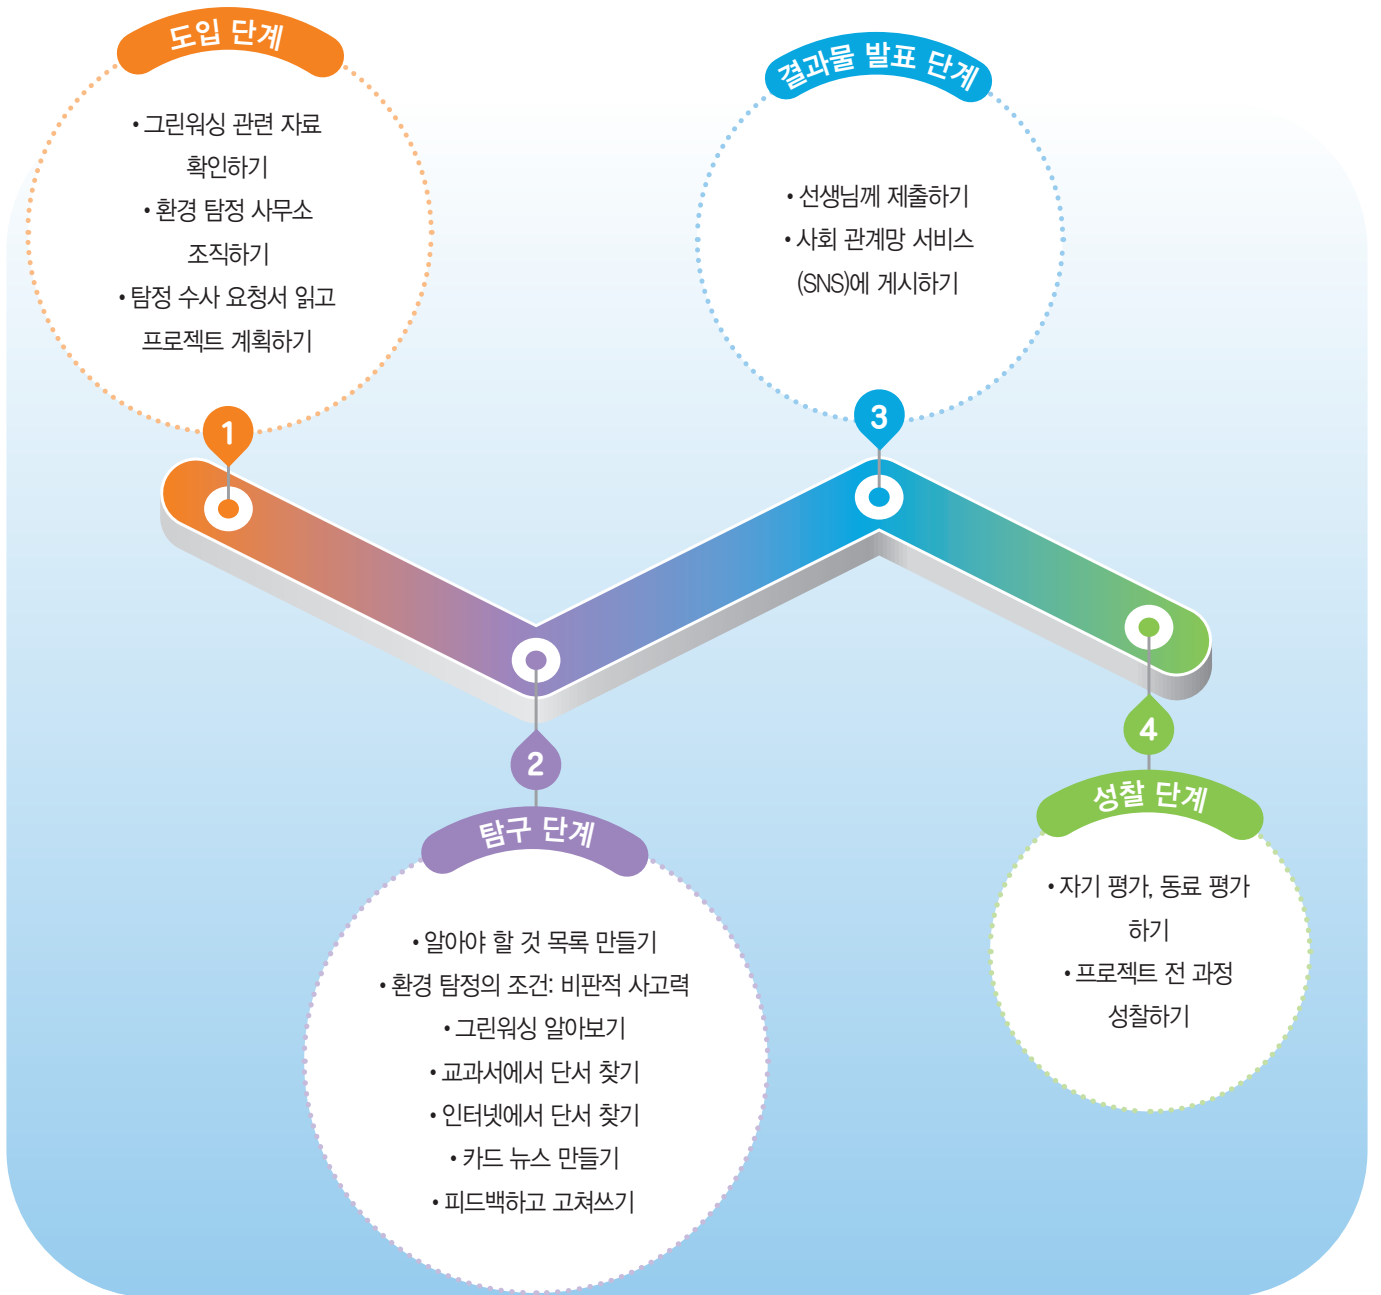 도입 단계
• 그린워싱 관련 자료
확인하기
• 환경 탐정 사무소
조직하기
• 탐정 수사 요청서 읽고
프로젝트 계획하기
1
2
탐구 단계
• 알아야 할 것 목록 만들기
• 환경 탐정의 조건: 비판적 사고력
• 그린워싱 알아보기
• 교과서에서 단서 찾기
• 인터넷에서 단서 찾기
• 카드 뉴스 만들기
• 피드백하고 고쳐쓰기
결과물 발표 단계
• 선생님께 제출하기
• 사회 관계망 서비스
(SNS)에 게시하기
3
4
성찰 단계
• 자기 평가, 동료 평가
하기
• 프로젝트 전 과정
성찰하기